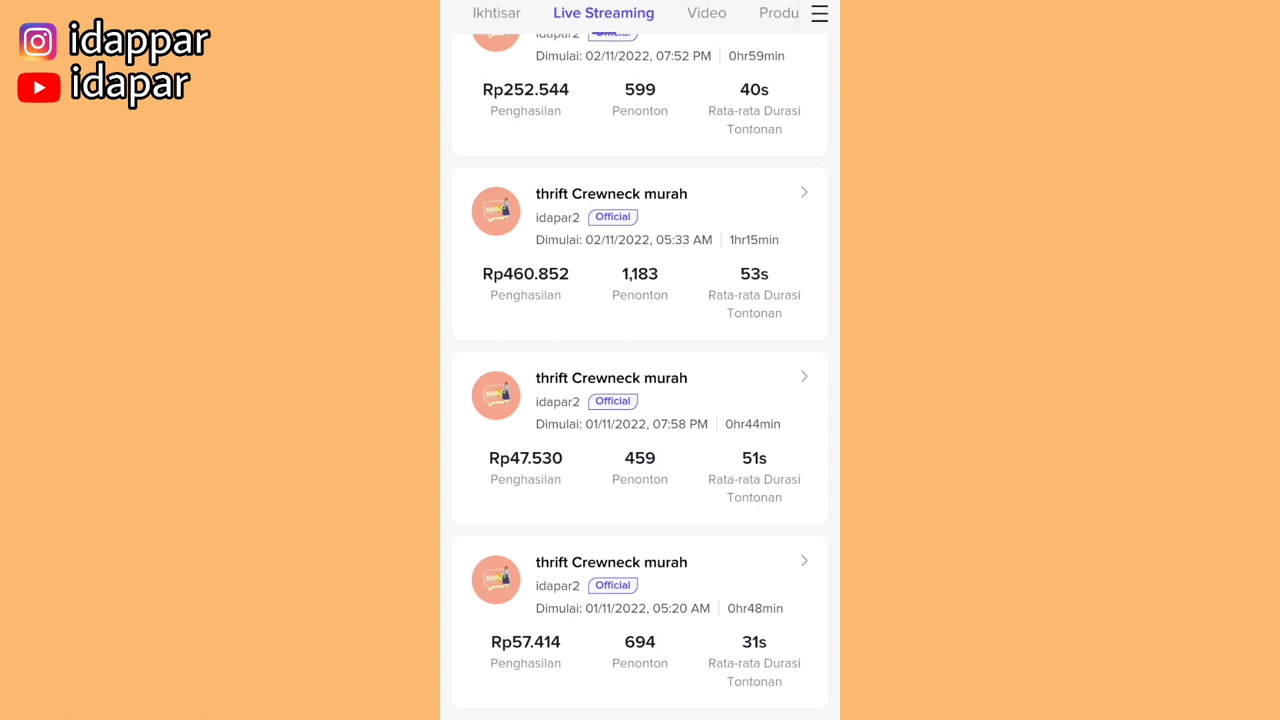 idappar
idapar
Ikhtisar Live Streaming Video Produ
idapar2 Official
Dimulai: 02/11/2022, 07:52 PM 0hr59min
Rp252.544 599 40s
Penghasilan Penonton Rata-rata Durasi
Tontonan
thrift Crewneck murah
idapar2 Official
Dimulai: 02/11/2022, 05:33 AM 1hr15min
Rp460.852 1,183 53s
Penghasilan Penonton Rata-rata Durasi
Tontonan
thrift Crewneck murah
idapar2 Official
Dimulai: 01/11/2022, 07:58 PM 0hr44min
Rp47.530 459 51s
Penghasilan Penonton Rata-rata Durasi
Tontonan
thrift Crewneck murah
idapar2 Official
Dimulai: 01/11/2022, 05:20 AM 0hr48min
Rp57.414 694 31s
Penghasilan Penonton Rata-rata Durasi
Tontonan